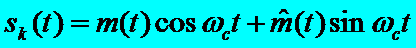 s_k(t) = m(t) cos ω_c t + m̂(t) sin ω_c t